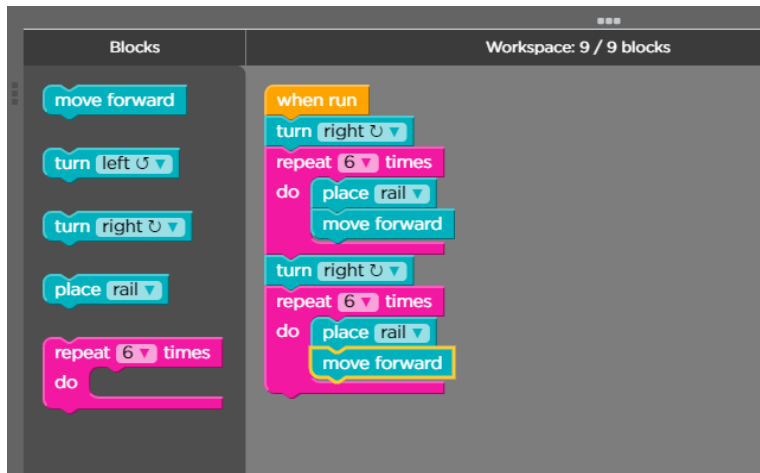 Blocks
Workspace: 9 / 9 blocks
move forward
turn left ↺ ▼
turn right ↻ ▼
place rail ▼
repeat 6 ▼ times
do
when run
turn right ↻ ▼
repeat 6 ▼ times
do place rail ▼
move forward
turn right ↻ ▼
repeat 6 ▼ times
do place rail ▼
move forward